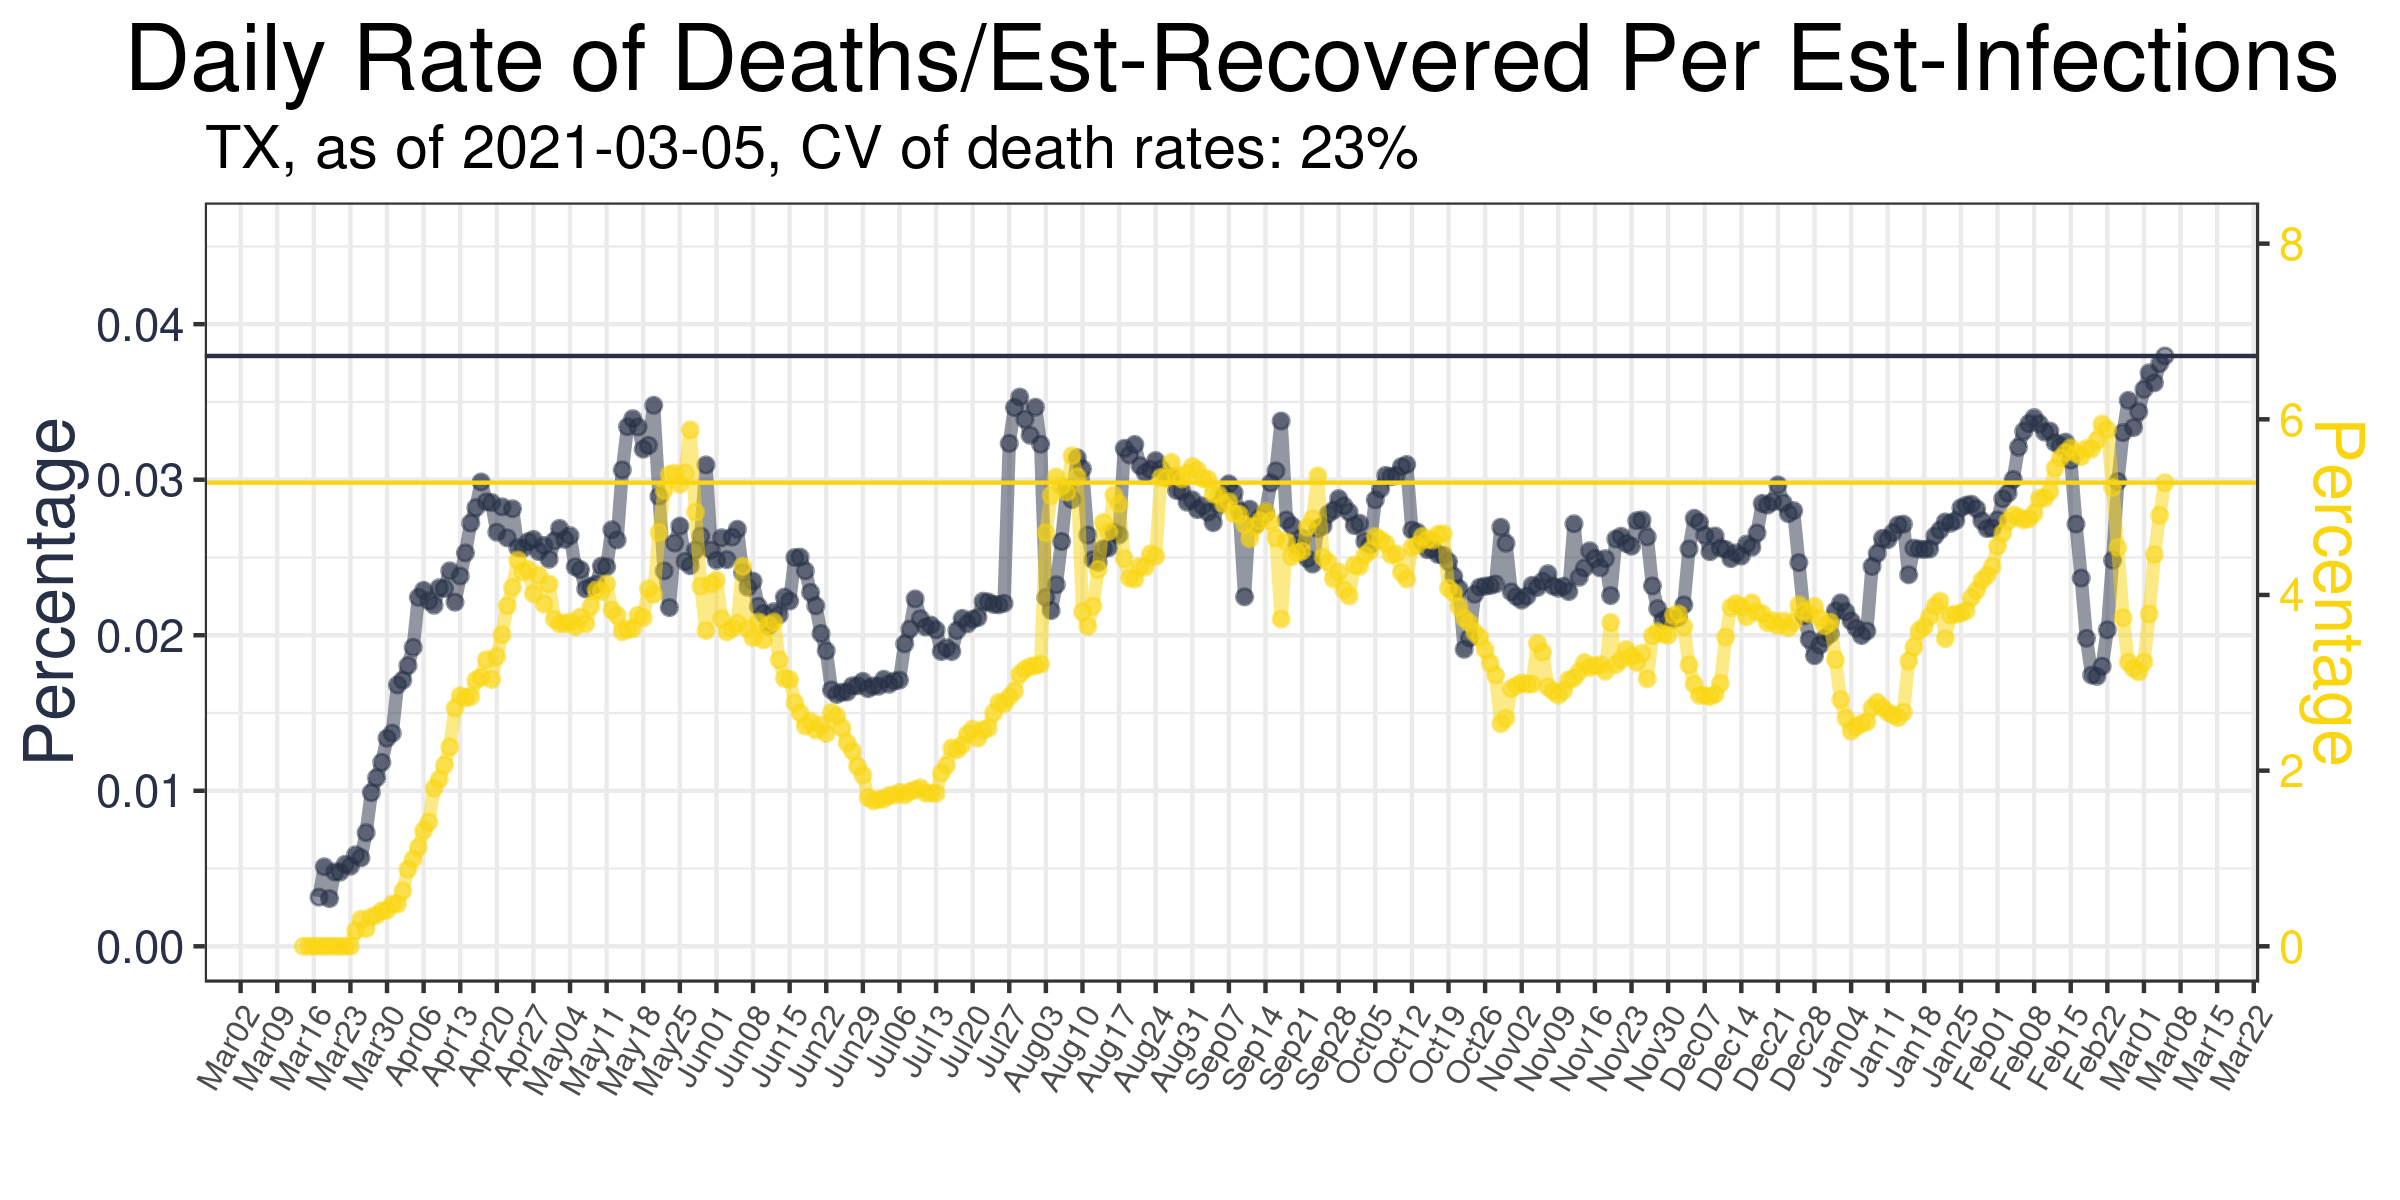 Daily Rate of Deaths/Est-Recovered Per Est-Infections
TX, as of 2021-03-05, CV of death rates: 23%
Percentage
0.04
0.03
0.02
0.01
0.00
8
6
4
2
0
Percentage
Mar02
Mar09
Mar16
Mar23
Mar30
Apr06
Apr13
Apr20
Apr27
May04
May11
May18
May25
Jun01
Jun08
Jun15
Jun22
Jun29
Jul06
Jul13
Jul20
Jul27
Aug03
Aug10
Aug17
Aug24
Aug31
Sep07
Sep14
Sep21
Sep28
Oct05
Oct12
Oct19
Oct26
Nov02
Nov09
Nov16
Nov23
Nov30
Dec07
Dec14
Dec21
Dec28
Jan04
Jan11
Jan18
Jan25
Feb01
Feb08
Feb15
Feb22
Mar01
Mar08
Mar15
Mar22